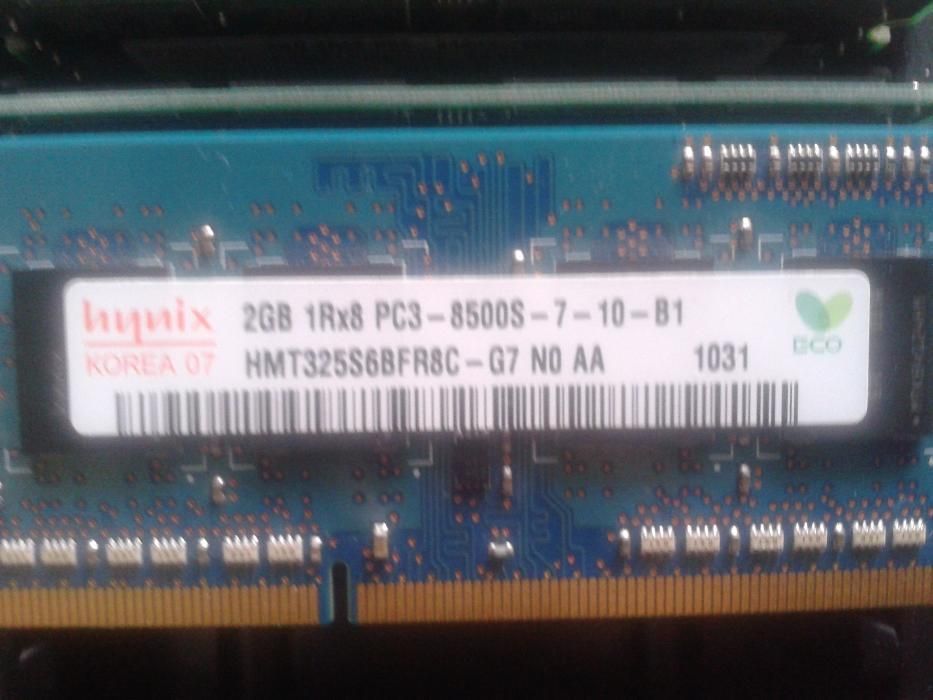 hynix
KOREA 07
2GB 1Rx8 PC3-8500S-7-10-B1
HMT325S6BFR8C-G7 N0 AA 1031
ECO